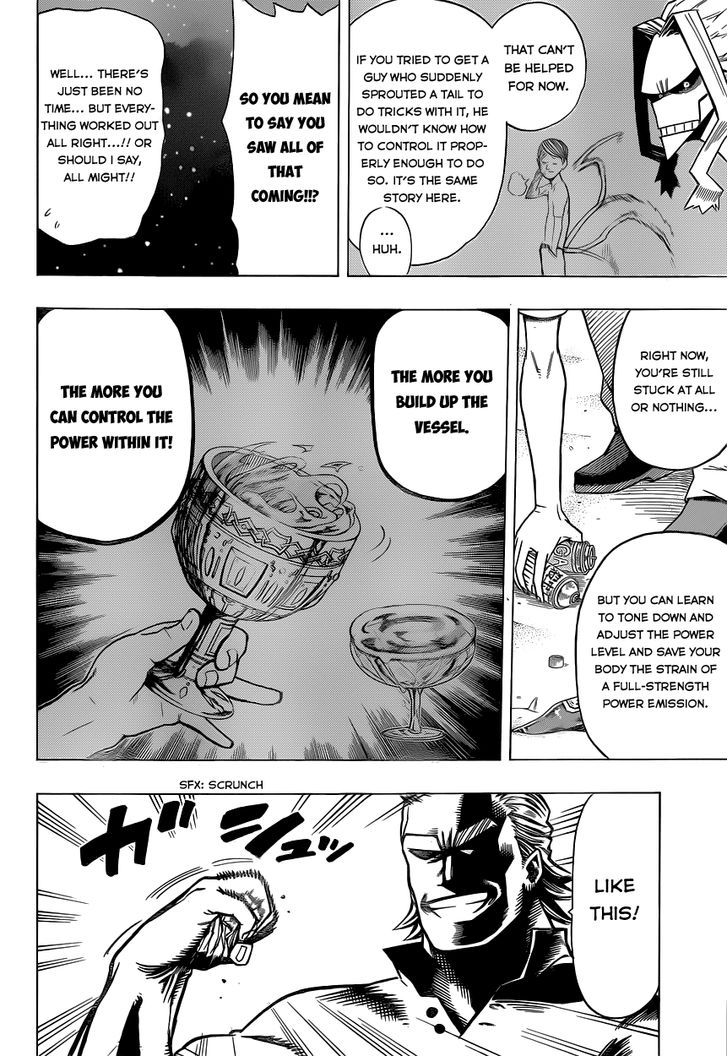 THAT CAN'T
BE HELPED
FOR NOW.
IF YOU TRIED TO GET A
GUY WHO SUDDENLY
SPROUTED A TAIL TO
DO TRICKS WITH IT, HE
WOULDN'T KNOW HOW
TO CONTROL IT PROP-
ERLY ENOUGH TO DO
SO. IT'S THE SAME
STORY HERE.
...
HUH.
SO YOU MEAN
TO SAY YOU
SAW ALL OF
THAT
COMING!!?
WELL... THERE'S
JUST BEEN NO
TIME... BUT EVERY-
THING WORKED OUT
ALL RIGHT...!! OR
SHOULD I SAY,
ALL MIGHT!!
RIGHT NOW,
YOU'RE STILL
STUCK AT ALL
OR NOTHING...
BUT YOU CAN LEARN
TO TONE DOWN AND
ADJUST THE POWER
LEVEL AND SAVE YOUR
BODY THE STRAIN OF
A FULL-STRENGTH
POWER EMISSION.
THE MORE YOU
BUILD UP THE
VESSEL.
THE MORE YOU
CAN CONTROL THE
POWER WITHIN IT!
SFX: SCRUNCH
グシュッ
LIKE
THIS!